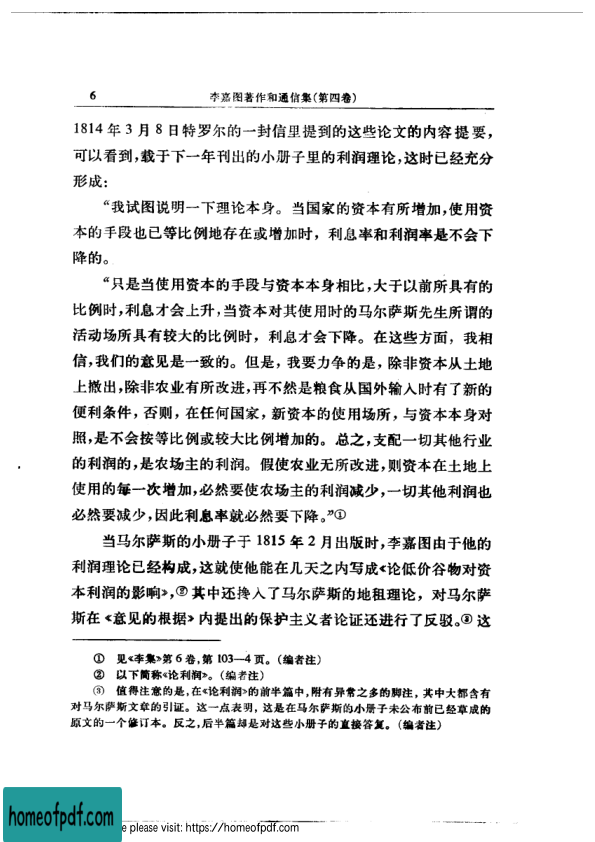 6 李嘉图著作和通信集(第四卷)
1814年3月8日特罗尔的一封信里提到的这些论文的内容提要，
可以看到，载于下一年刊出的小册子里的利润理论，这时已经充分
形成：
“我试图说明一下理论本身。当国家的资本有所增加，使用资
本的手段也已等比例地存在或增加时，利息率和利润率是不会下
降的。
“只是当使用资本的手段与资本本身相比，大于以前所具有的
比例时，利息才会上升，当资本对其使用时的马尔萨斯先生所谓的
活动场所具有较大的比例时，利息才会下降。在这些方面，我相
信，我们的意见是一致的。但是，我要力争的是，除非资本从土地
上撤出，除非农业有所改进，再不然是粮食从国外输入时有了新的
便利条件，否则，在任何国家，新资本的使用场所，与资本本身对
照，是不会按等比例或较大比例增加的。总之，支配一切其他行业
的利润的，是农场主的利润。假使农业无所改进，则资本在土地上
使用的每一次增加，必然要使农场主的利润减少，一切其他利润也
必然要减少，因此利息率就必然要下降。”①
当马尔萨斯的小册子于1815年2月出版时，李嘉图由于他的
利润理论已经构成，这就使他能在几天之内写成《论低价谷物对资
本利润的影响》，②其中还搀入了马尔萨斯的地租理论，对马尔萨
斯在《意见的根据》内提出的保护主义者论证还进行了反驳。③这
① 见《李集》第6卷，第103—4页。(编者注)
② 以下简称《论利润》。(编者注)
③ 值得注意的是，在《论利润》的前半篇中，附有异常之多的脚注，其中大都含有
对马尔萨斯文章的引证。这一点表明，这是在马尔萨斯的小册子未公布前已经草成的
原文的一个修订本。反之，后半篇却是对这些小册子的直接答复。(编者注)
homeofpdf.com
e please visit: https://homeofpdf.com